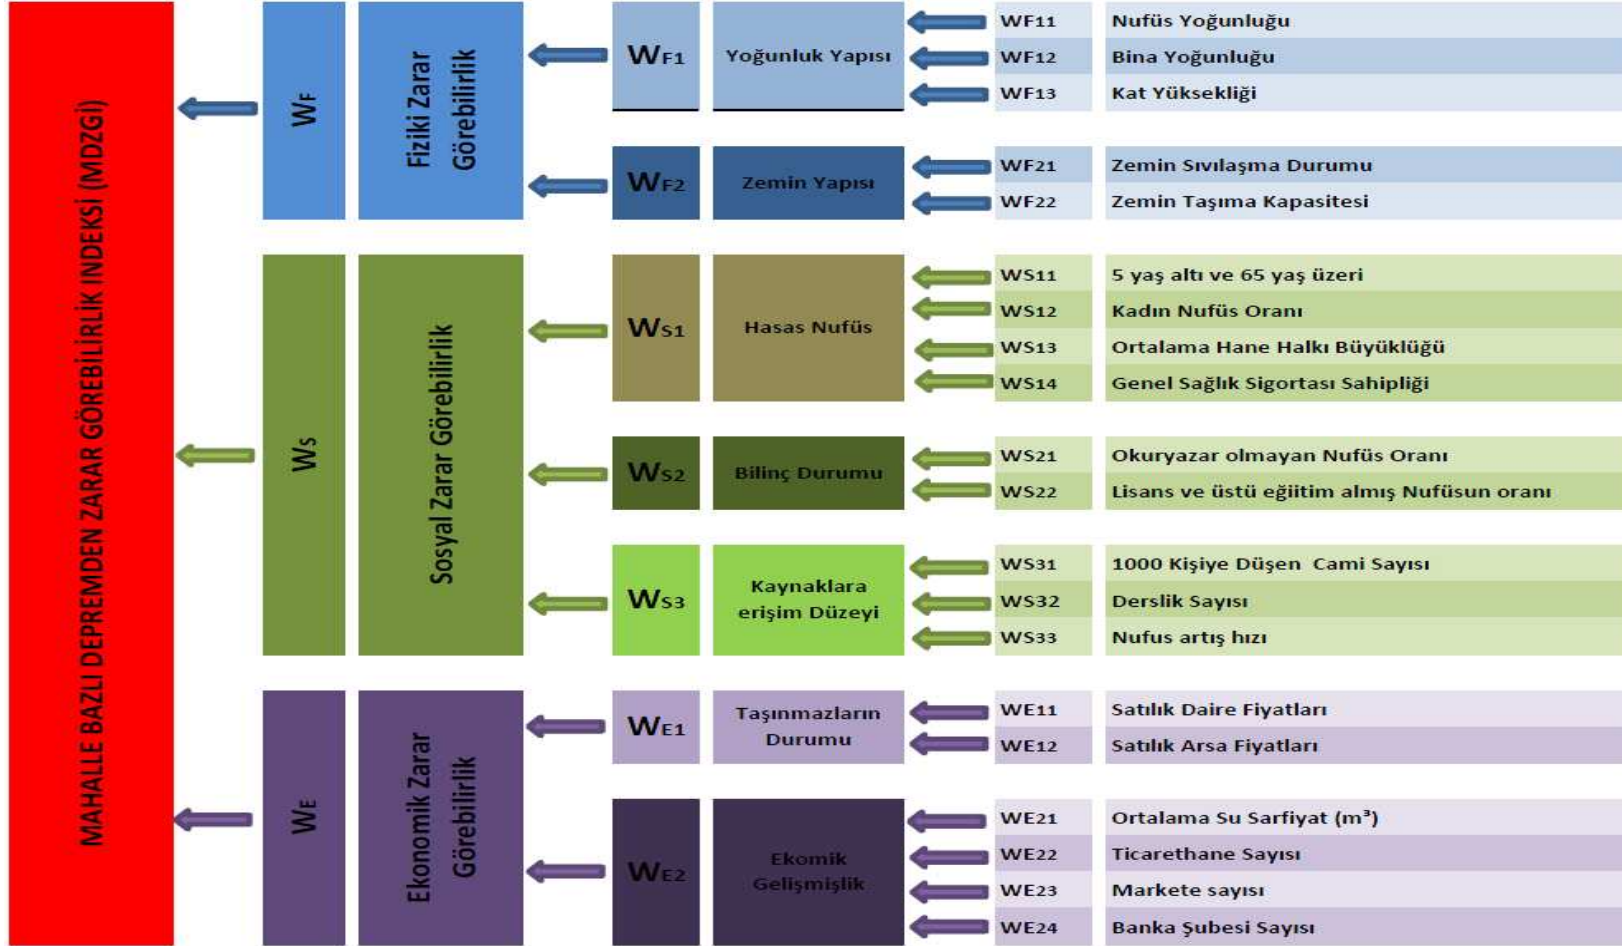 MAHALLE BAZLI DEPREMDEN ZARAR GÖREBİLİRLİK INDEKSİ (MDZGİ)
WF
Fiziki Zarar
Görebilirlik
WF1
Yoğunluk Yapısı
WF11 Nufüs Yoğunluğu
WF12 Bina Yoğunluğu
WF13 Kat Yüksekliği
WF2
Zemin Yapısı
WF21 Zemin Sıvılaşma Durumu
WF22 Zemin Taşıma Kapasitesi
WS
Sosyal Zarar Görebilirlik
WS1
Hasas Nufüs
WS11 5 yaş altı ve 65 yaş üzeri
WS12 Kadın Nufüs Oranı
WS13 Ortalama Hane Halkı Büyüklüğü
WS14 Genel Sağlık Sigortası Sahipliği
WS2
Bilinç Durumu
WS21 Okuryazar olmayan Nufüs Oranı
WS22 Lisans ve üstü eğiitim almış Nufüsun oranı
WS3
Kaynaklara
erişim Düzeyi
WS31 1000 Kişiye Düşen Cami Sayısı
WS32 Derslik Sayısı
WS33 Nufus artış hızı
WE
Ekonomik Zarar
Görebilirlik
WE1
Taşınmazların
Durumu
WE11 Satılık Daire Fiyatları
WE12 Satılık Arsa Fiyatları
WE2
Ekomik
Gelişmişlik
WE21 Ortalama Su Sarfiyat (m³)
WE22 Ticarethane Sayısı
WE23 Markete sayısı
WE24 Banka Şubesi Sayısı